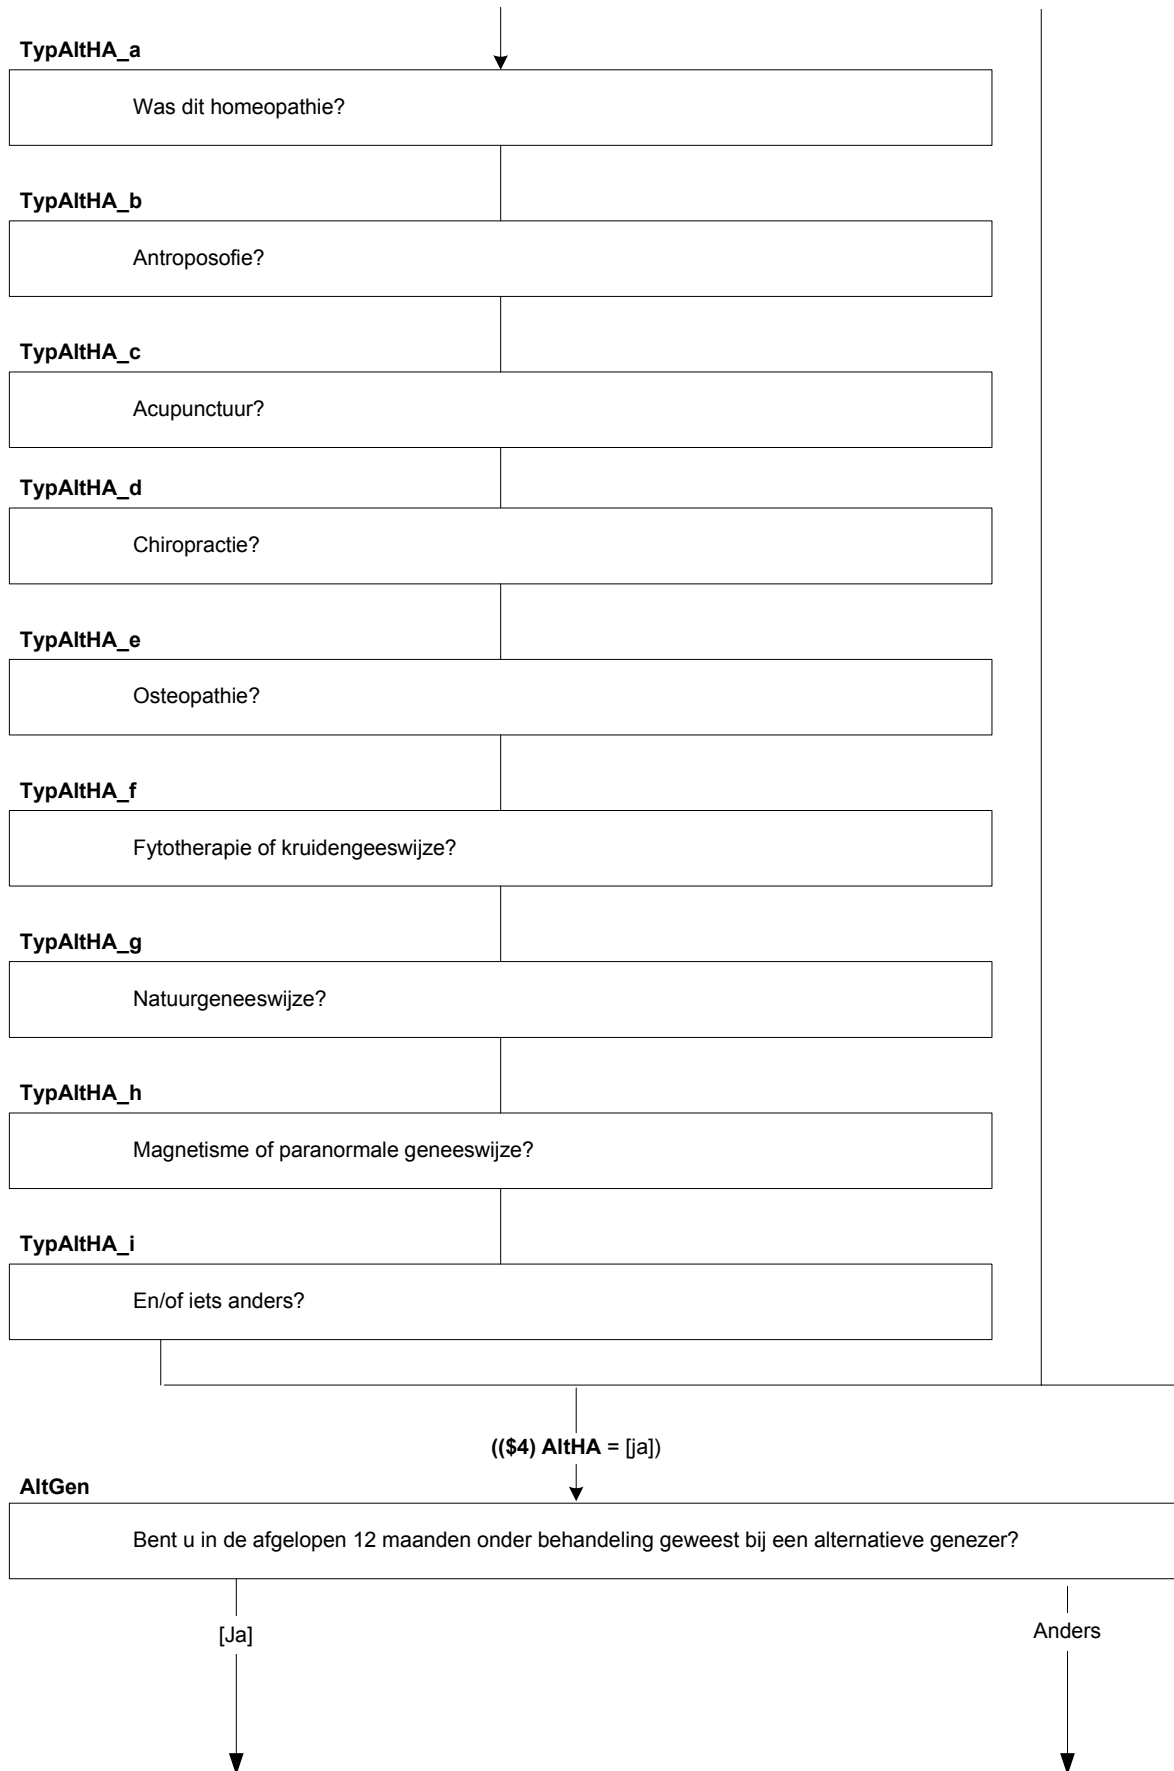 TypAltHA_a
Was dit homeopathie?
TypAltHA_b
Antroposofie?
TypAltHA_c
Acupunctuur?
TypAltHA_d
Chiropractie?
TypAltHA_e
Osteopathie?
TypAltHA_f
Fytotherapie of kruidengeeswijze?
TypAltHA_g
Natuurgeneeswijze?
TypAltHA_h
Magnetisme of paranormale geneeswijze?
TypAltHA_i
En/of iets anders?
(($4) AltHA = [ja])
AltGen
Bent u in de afgelopen 12 maanden onder behandeling geweest bij een alternatieve genezer?
[Ja]
Anders